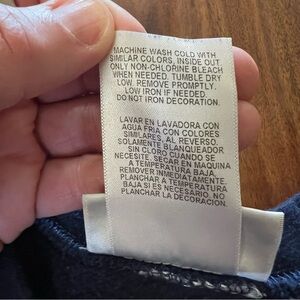 MACHINE WASH COLD WITH
SIMILAR COLORS, INSIDE OUT
ONLY NON-CHLORINE BLEACH
WHEN NEEDED. TUMBLE DRY
LOW. REMOVE PROMPTLY.
LOW IRON IF NEEDED.
DO NOT IRON DECORATION.
LAVAR EN LAVADORA CON
AGUA FRIA CON COLORES
SIMILARES, AL REVERSO.
SOLAMENTE BLANQUEADOR
SIN CLORO CUANDO SE
NECESITE. SECAR EN MAQUINA
A TEMPERATURA BAJA.
REMOVER INMEDIATAMENTE.
PLANCHAR A TEMPERATURA
BAJA SI ES NECESARIO. NO
PLANCHAR LA DECORACION.